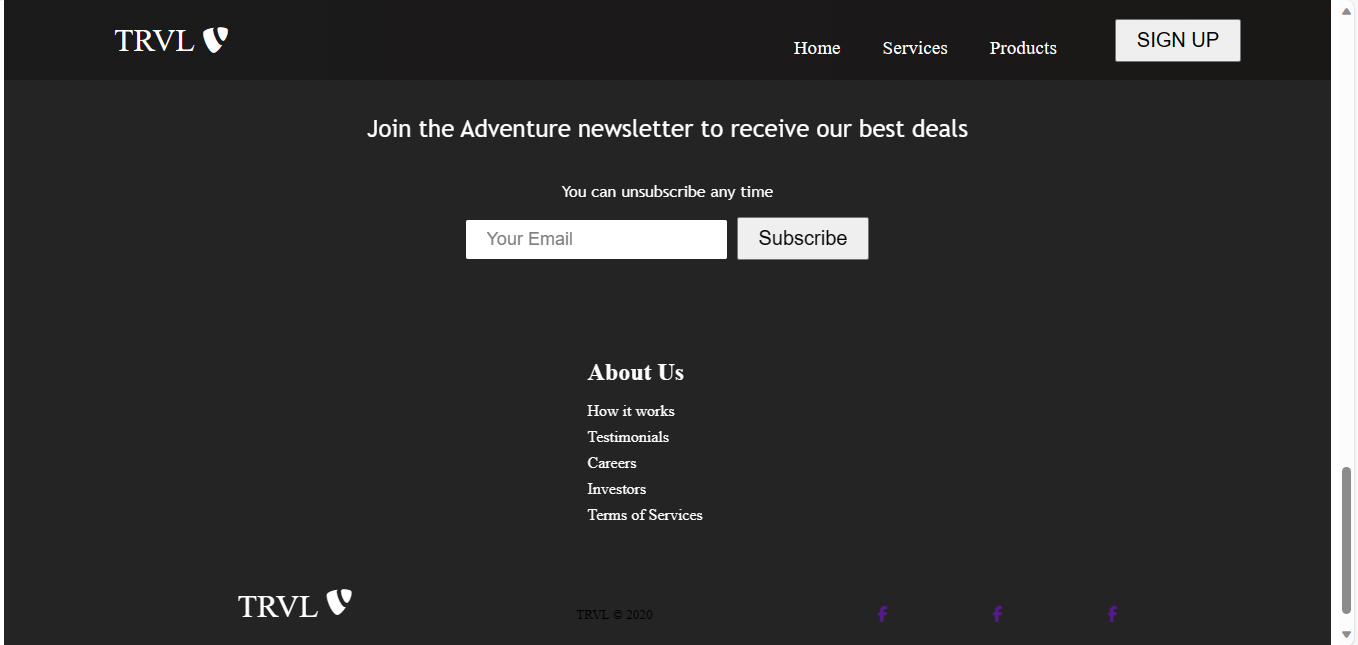 TRVL
Home Services Products SIGN UP
Join the Adventure newsletter to receive our best deals
You can unsubscribe any time
Your Email Subscribe
About Us
How it works
Testimonials
Careers
Investors
Terms of Services
TRVL TRVL © 2020